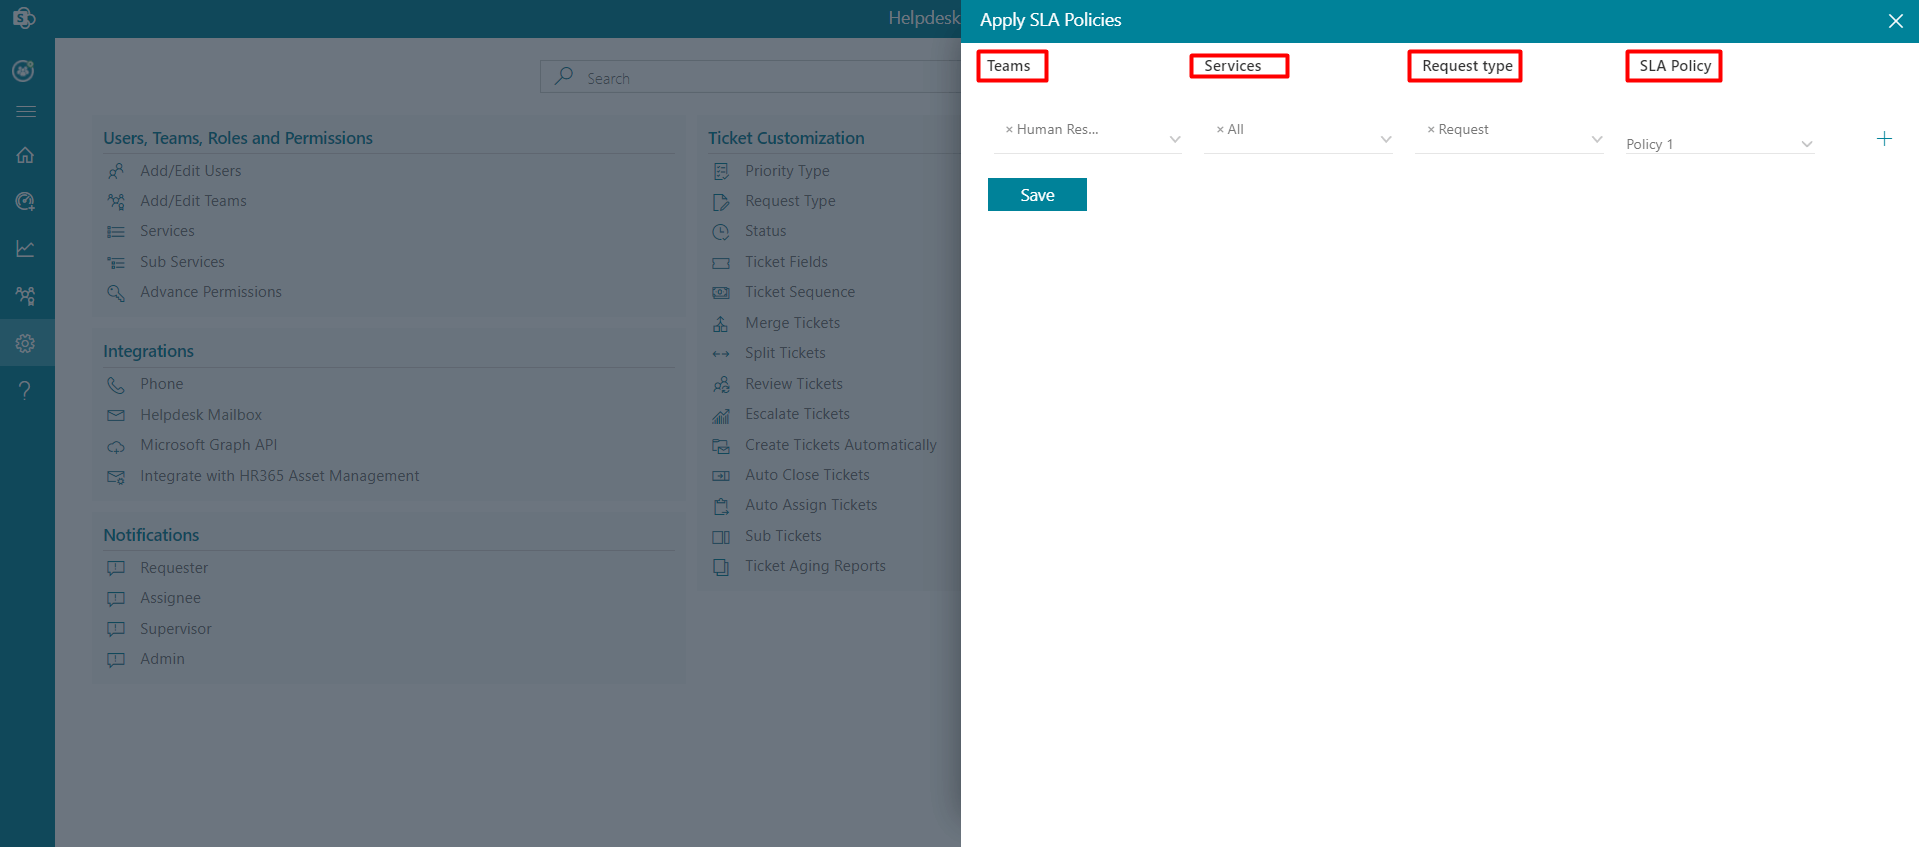 Helpdesk
Search
Users, Teams, Roles and Permissions
Add/Edit Users
Add/Edit Teams
Services
Sub Services
Advance Permissions
Integrations
Phone
Helpdesk Mailbox
Microsoft Graph API
Integrate with HR365 Asset Management
Notifications
Requester
Assignee
Supervisor
Admin
Ticket Customization
Priority Type
Request Type
Status
Ticket Fields
Ticket Sequence
Merge Tickets
Split Tickets
Review Tickets
Escalate Tickets
Create Tickets Automatically
Auto Close Tickets
Auto Assign Tickets
Sub Tickets
Ticket Aging Reports
Apply SLA Policies
Teams Services Request type SLA Policy
× Human Res... × All × Request Policy 1
Save